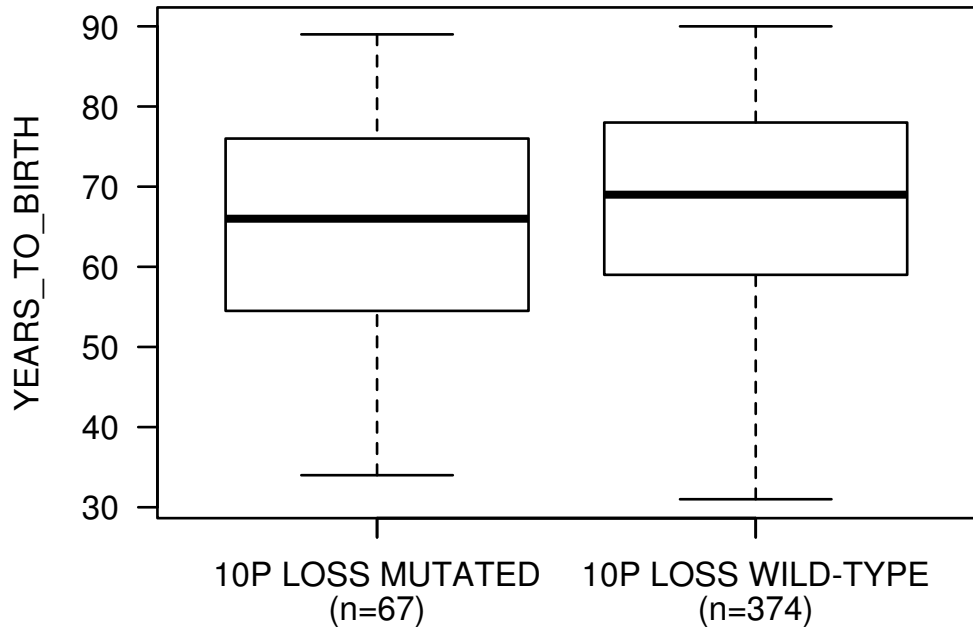 YEARS_TO_BIRTH
90
80
70
60
50
40
30
10P LOSS MUTATED
(n=67)
10P LOSS WILD-TYPE
(n=374)